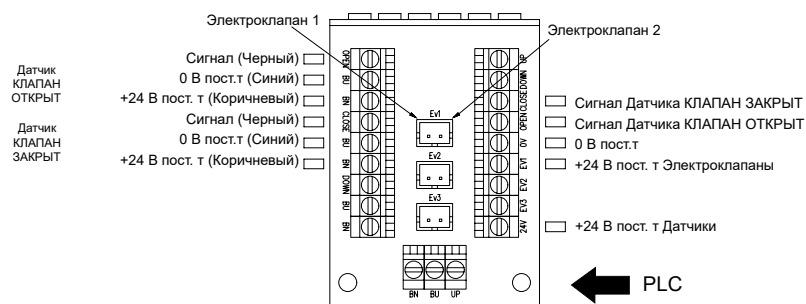 Электроклапан 1
Электроклапан 2
Датчик
КЛАПАН
ОТКРЫТ
Сигнал (Черный)
0 В пост.т (Синий)
+24 В пост. т (Коричневый)
Датчик
КЛАПАН
ЗАКРЫТ
Сигнал (Черный)
0 В пост.т (Синий)
+24 В пост. т (Коричневый)
OPEN
BU
BN
CLOSE
BU
BN
DOWN
BU
BN
Ev1
Ev2
Ev3
UP
DOWN
CLOSE
OPEN
0V
EV1
EV2
EV3
24V
Сигнал Датчика КЛАПАН ЗАКРЫТ
Сигнал Датчика КЛАПАН ОТКРЫТ
0 В пост.т
+24 В пост. т Электроклапаны
+24 В пост. т Датчики
BN BU UP
PLC